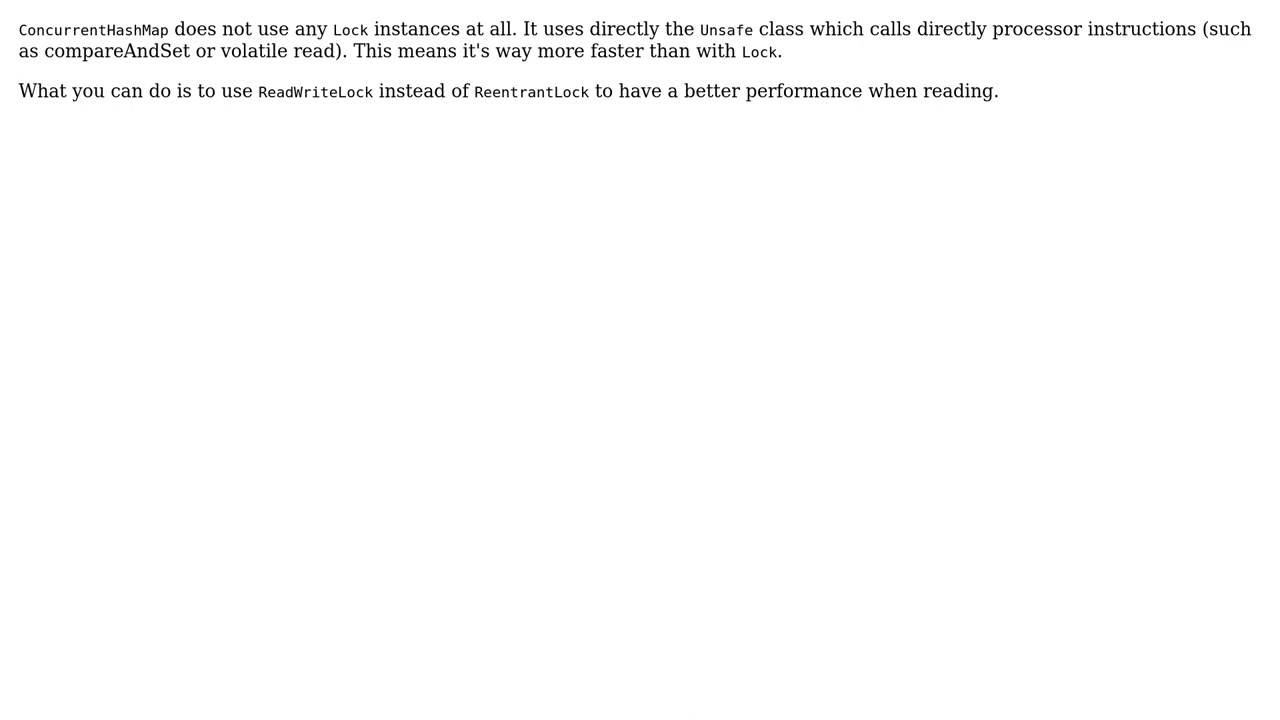 ConcurrentHashMap does not use any Lock instances at all. It uses directly the Unsafe class which calls directly processor instructions (such
as compareAndSet or volatile read). This means it's way more faster than with Lock.
What you can do is to use ReadWriteLock instead of ReentrantLock to have a better performance when reading.